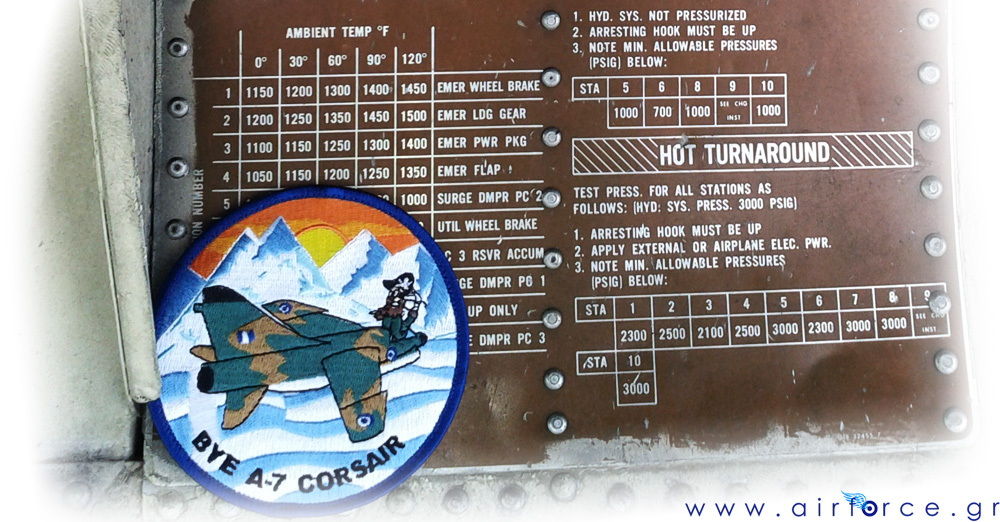 AMBIENT TEMP °F
0° 30° 60° 90° 120°
1 1150 1200 1300 1400 1450 EMER WHEEL BRAKE
2 1200 1250 1350 1450 1500 EMER LDG GEAR
3 1100 1150 1250 1300 1400 EMER PWR PKG
4 1050 1150 1200 1250 1350 EMER FLAP
5 1000 SURGE DMPR PC 2
UTIL WHEEL BRAKE
C 3 RSVR ACCUM
GE DMPR PC 1
UP ONLY
E DMPR PC 3
ON NUMBER
1. HYD. SYS. NOT PRESSURIZED
2. ARRESTING HOOK MUST BE UP
3. NOTE MIN. ALLOWABLE PRESSURES
(PSIG) BELOW:
STA 5 6 8 9 10
1000 700 1000 SEE CHG INST 1000
HOT TURNAROUND
TEST PRESS. FOR ALL STATIONS AS
FOLLOWS: (HYD. SYS. PRESS. 3000 PSIG)
1. ARRESTING HOOK MUST BE UP
2. APPLY EXTERNAL OR AIRPLANE ELEC. PWR.
3. NOTE MIN. ALLOWABLE PRESSURES
(PSIG) BELOW:
STA 1 2 3 4 5 6 7 8 9
2300 2500 2100 2500 3000 2300 3000 3000 SEE CHG INST
STA 10
3000
BYE A-7 CORSAIR
www.airforce.gr